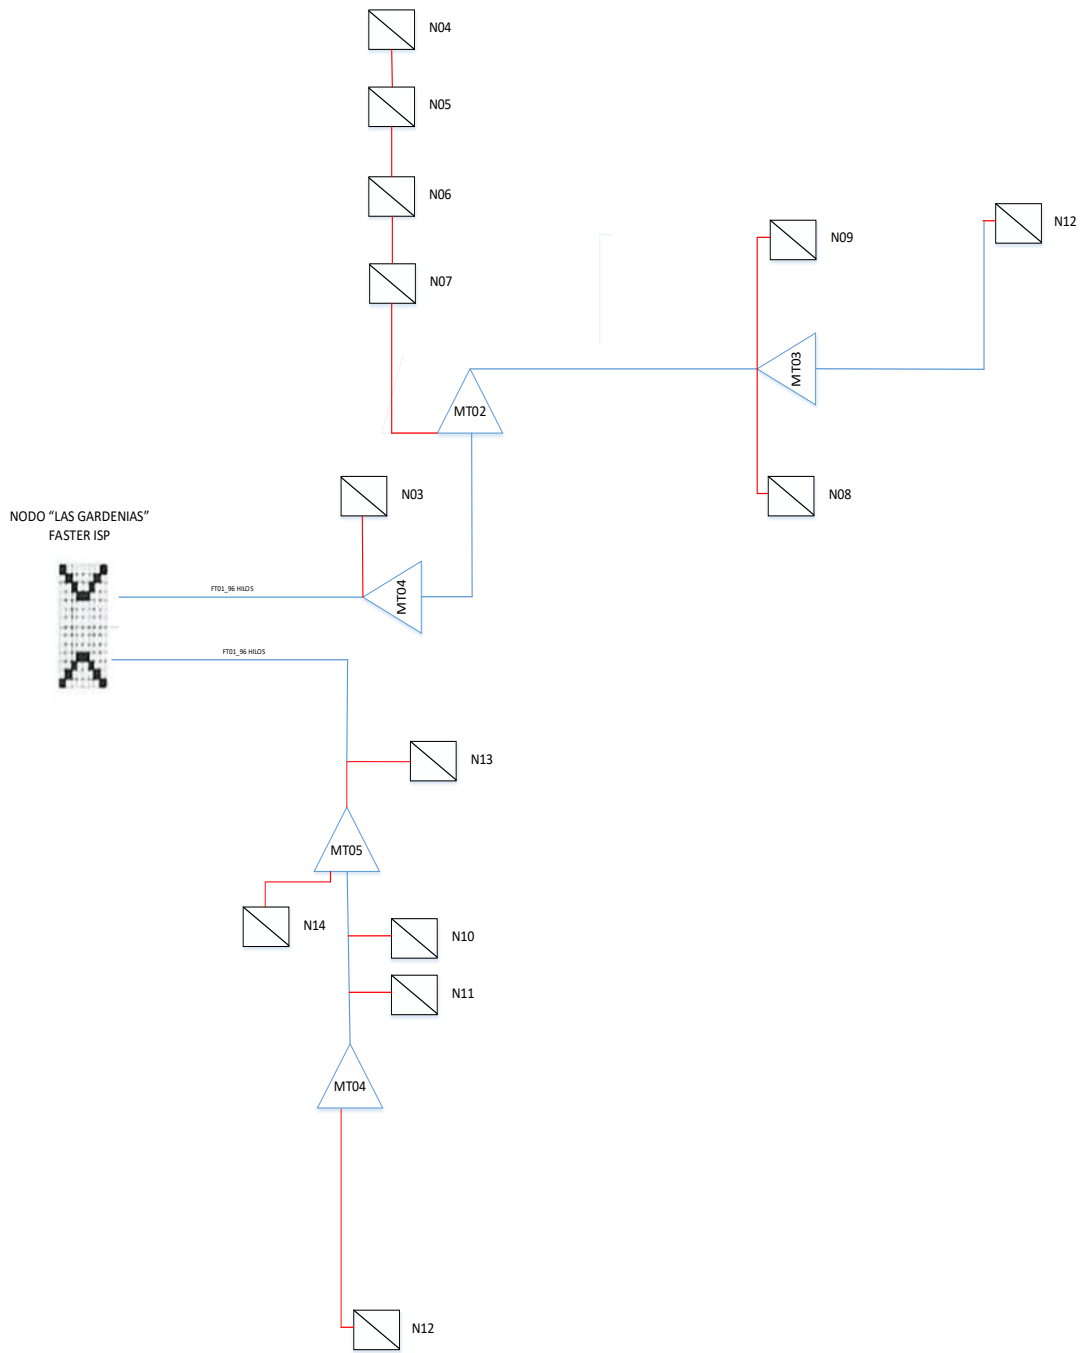 N04
N05
N06
N07
N09
N12
MT03
MT02
N03
N08
NODO “LAS GARDENIAS”
FASTER ISP
FT01_96 HILOS
MT04
FT01_96 HILOS
N13
MT05
N14
N10
N11
MT04
N12